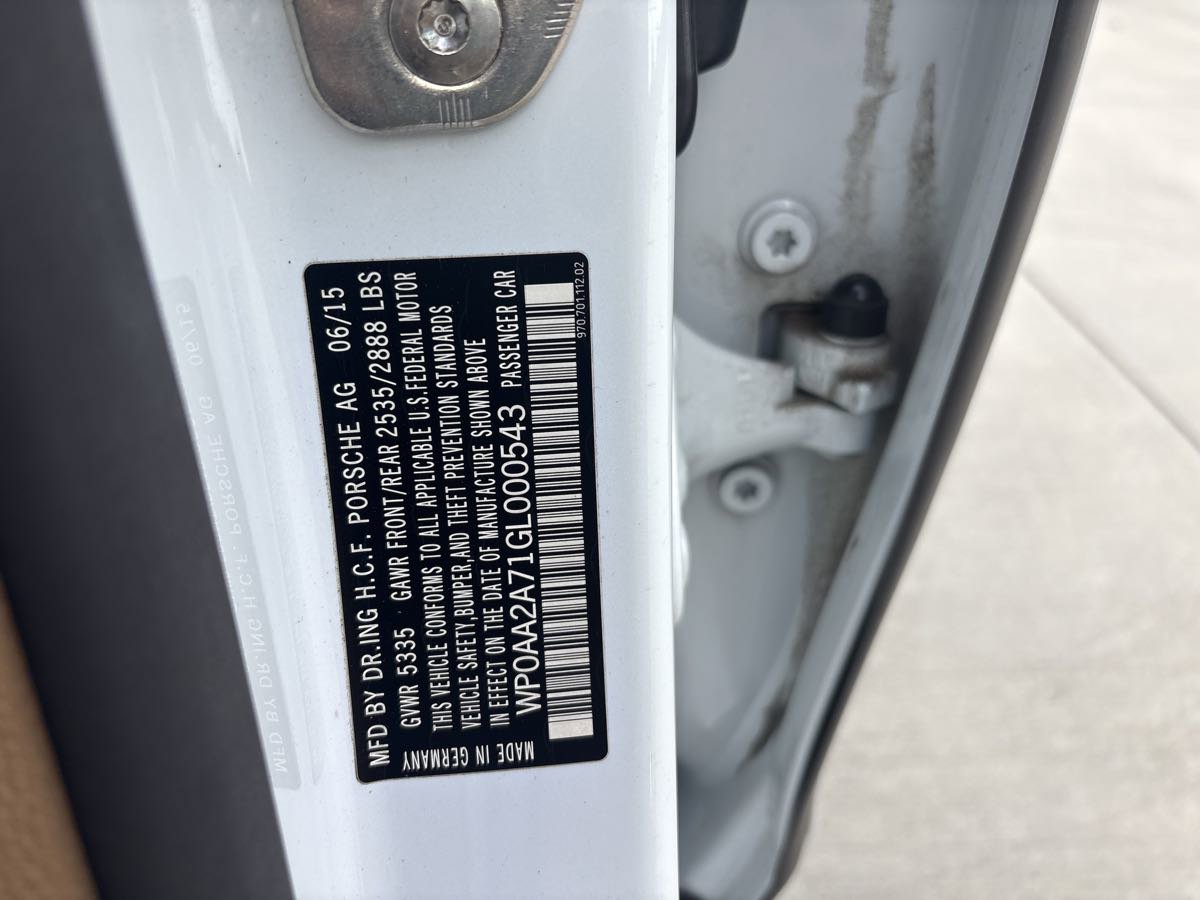 MFD BY DR.ING H.C.F. PORSCHE AG 06/15
GVWR 5335 GAWR FRONT/REAR 2535/2888 LBS
THIS VEHICLE CONFORMS TO ALL APPLICABLE U.S.FEDERAL MOTOR
VEHICLE SAFETY,BUMPER,AND THEFT PREVENTION STANDARDS
IN EFFECT ON THE DATE OF MANUFACTURE SHOWN ABOVE
WP0AA2A71GL000543 PASSENGER CAR
MADE IN GERMANY
970.701.112.02